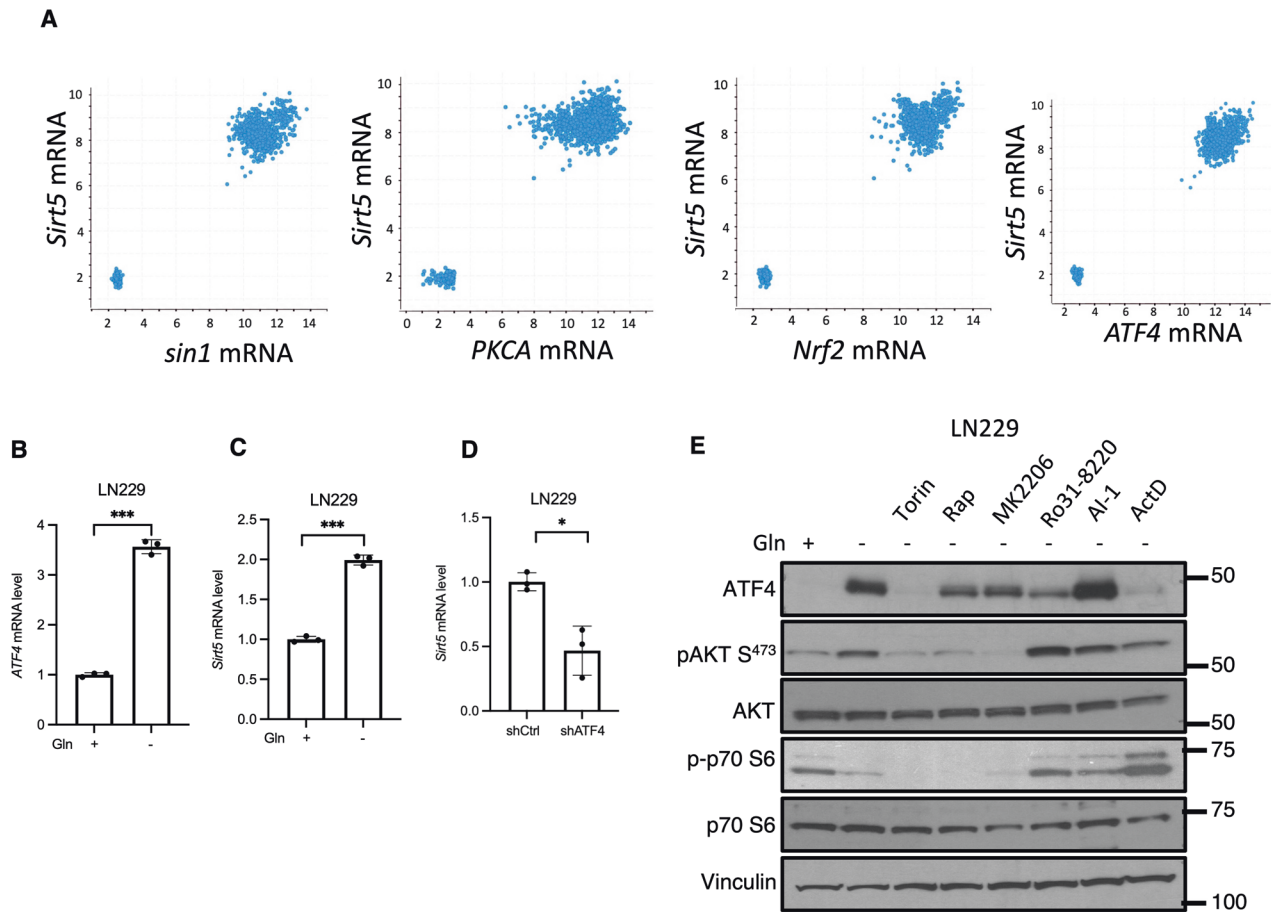 A
10
8
6
4
2
Sirt5 mRNA
2 4 6 8 10 12 14
sin1 mRNA
10
8
6
4
2
Sirt5 mRNA
0 2 4 6 8 10 12 14
PKCA mRNA
10
8
6
4
2
Sirt5 mRNA
2 4 6 8 10 12 14
Nrf2 mRNA
10
8
6
4
2
Sirt5 mRNA
2 4 6 8 10 12 14
ATF4 mRNA
B
LN229
***
4
3
2
1
0
ATF4 mRNA level
Gln + -
C
LN229
***
2.5
2.0
1.5
1.0
0.5
0.0
Sirt5 mRNA level
Gln + -
D
LN229
*
1.5
1.0
0.5
0.0
Sirt5 mRNA level
shCtrl shATF4
E
LN229
Torin Rap MK2206 Ro31-8220 AI-1 ActD
Gln + - - - - - - -
ATF4 50
pAKT S473 50
AKT 50
p-p70 S6 75
p70 S6 75
Vinculin 100